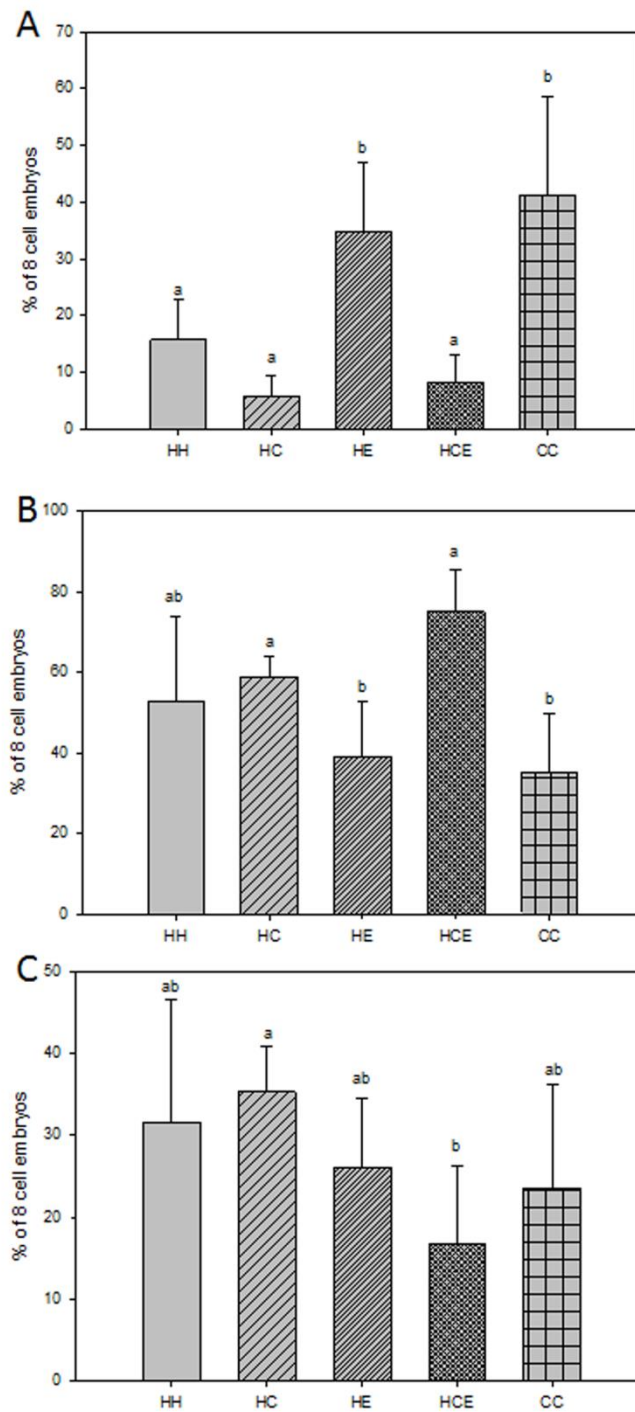 A
70
60
50
40
30
20
10
0
% of 8 cell embryos
a
a
b
a
b
HH HC HE HCE CC
B
100
80
60
40
20
0
% of 8 cell embryos
ab
a
b
a
b
HH HC HE HCE CC
C
50
40
30
20
10
0
% of 8 cell embryos
ab
a
ab
b
ab
HH HC HE HCE CC